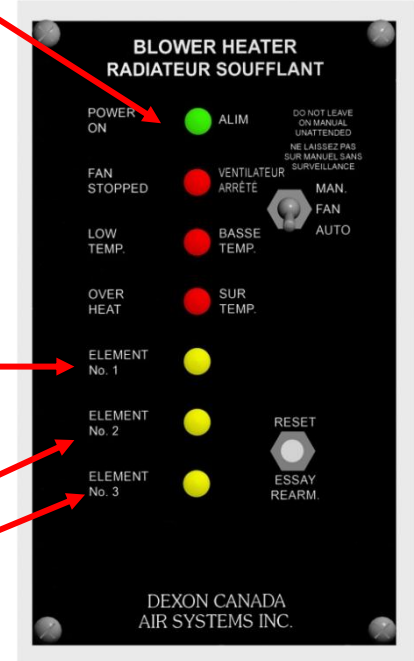 BLOWER HEATER
RADIATEUR SOUFFLANT
POWER
ON
ALIM
DO NOT LEAVE
ON MANUAL
UNATTENDED
NE LAISSEZ PAS
SUR MANUEL SANS
SURVEILLANCE
FAN
STOPPED
VENTILATEUR
ARRÊTÉ
MAN.
FAN
AUTO
LOW
TEMP.
BASSE
TEMP.
OVER
HEAT
SUR
TEMP.
ELEMENT
No. 1
ELEMENT
No. 2
RESET
ESSAY
REARM.
ELEMENT
No. 3
DEXON CANADA
AIR SYSTEMS INC.